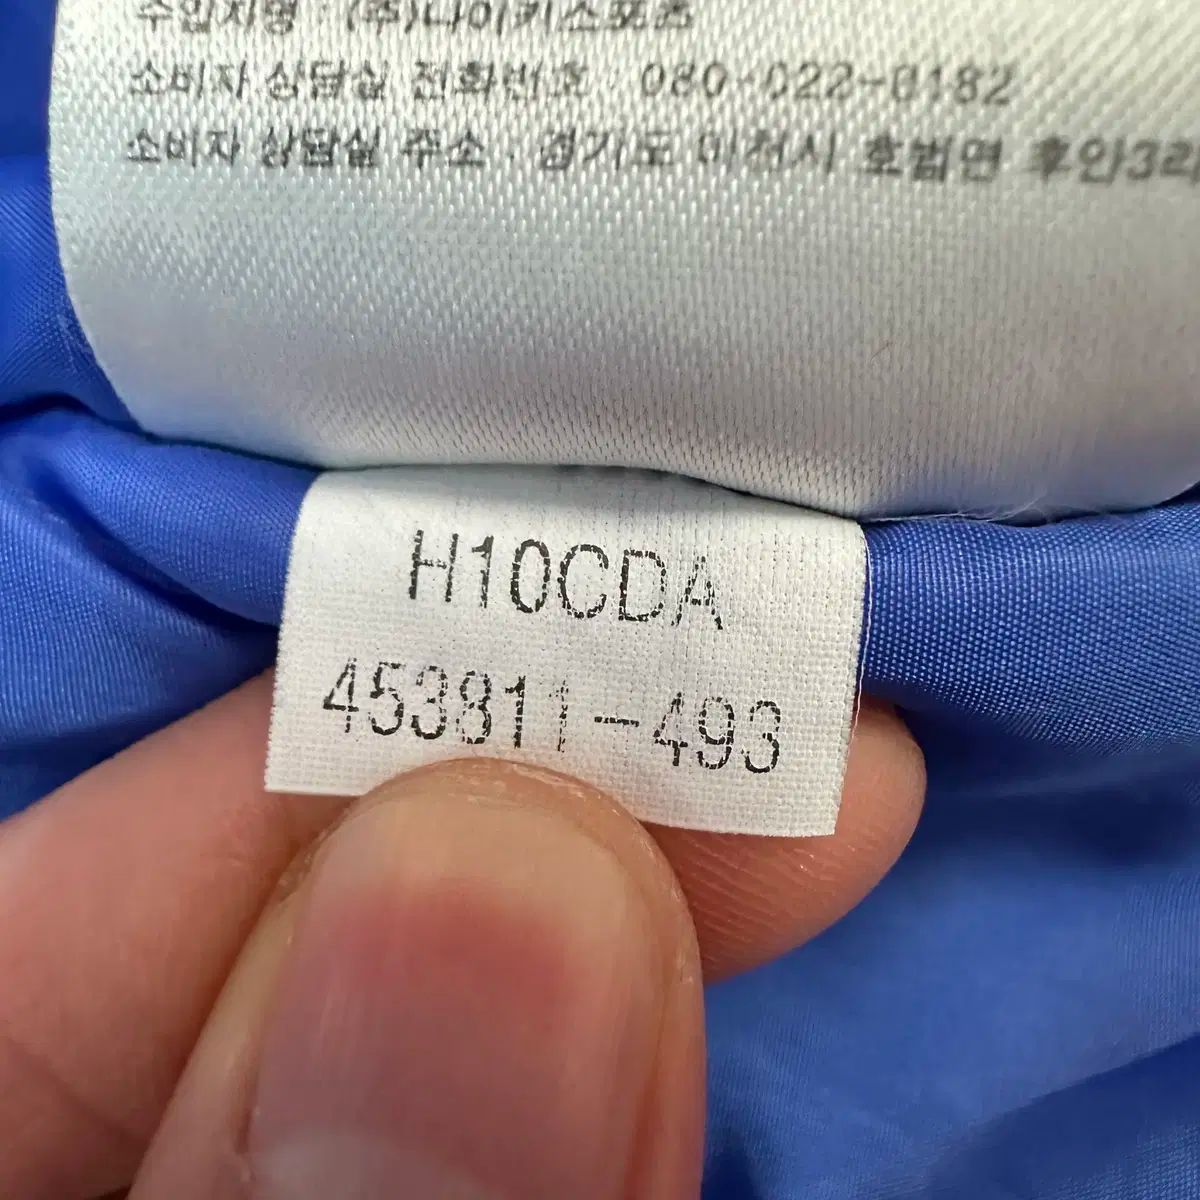 수입자명 : (주)나이키스포츠
소비자 상담실 전화번호 : 080-022-0182
소비자 상담실 주소 : 경기도 이천시 호법면 후안3리
H10CDA
453811-493